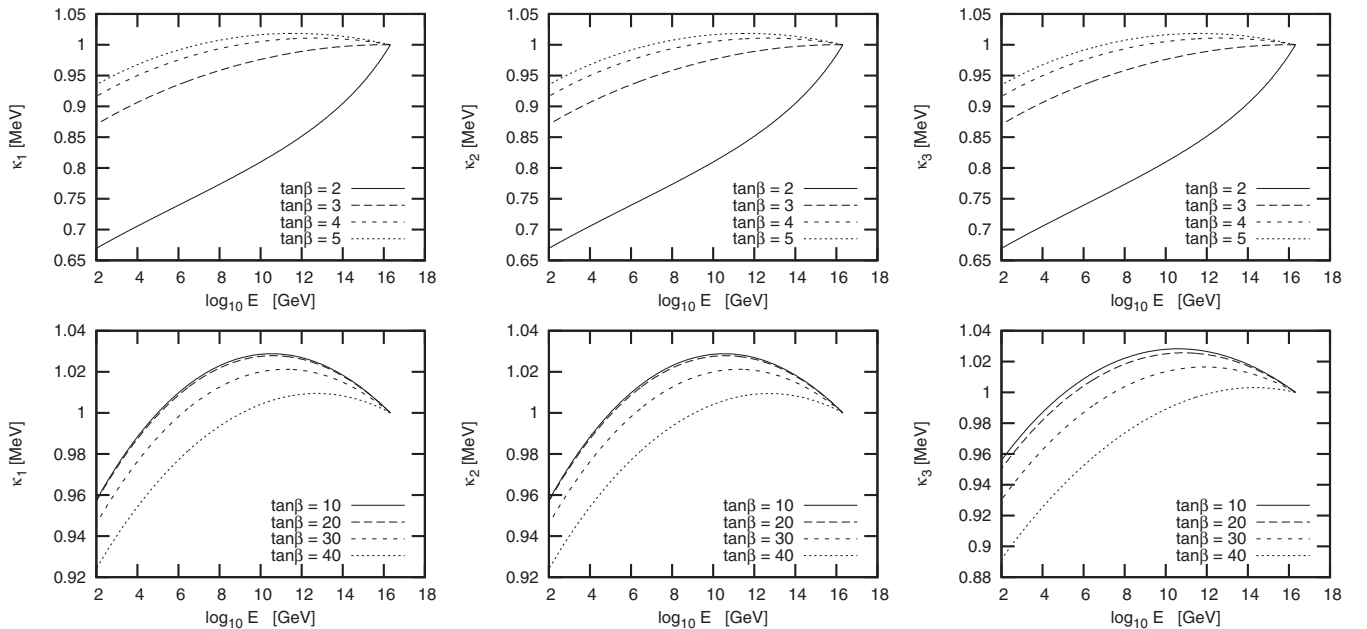 1.05
1
0.95
0.9
0.85
0.8
0.75
0.7
0.65
κ1 [MeV]
tanβ = 2
tanβ = 3
tanβ = 4
tanβ = 5
2 4 6 8 10 12 14 16 18
log10 E [GeV]
1.05
1
0.95
0.9
0.85
0.8
0.75
0.7
0.65
κ2 [MeV]
tanβ = 2
tanβ = 3
tanβ = 4
tanβ = 5
2 4 6 8 10 12 14 16 18
log10 E [GeV]
1.05
1
0.95
0.9
0.85
0.8
0.75
0.7
0.65
κ3 [MeV]
tanβ = 2
tanβ = 3
tanβ = 4
tanβ = 5
2 4 6 8 10 12 14 16 18
log10 E [GeV]
1.04
1.02
1
0.98
0.96
0.94
0.92
κ1 [MeV]
tanβ = 10
tanβ = 20
tanβ = 30
tanβ = 40
2 4 6 8 10 12 14 16 18
log10 E [GeV]
1.04
1.02
1
0.98
0.96
0.94
0.92
κ2 [MeV]
tanβ = 10
tanβ = 20
tanβ = 30
tanβ = 40
2 4 6 8 10 12 14 16 18
log10 E [GeV]
1.04
1.02
1
0.98
0.96
0.94
0.92
0.9
0.88
κ3 [MeV]
tanβ = 10
tanβ = 20
tanβ = 30
tanβ = 40
2 4 6 8 10 12 14 16 18
log10 E [GeV]